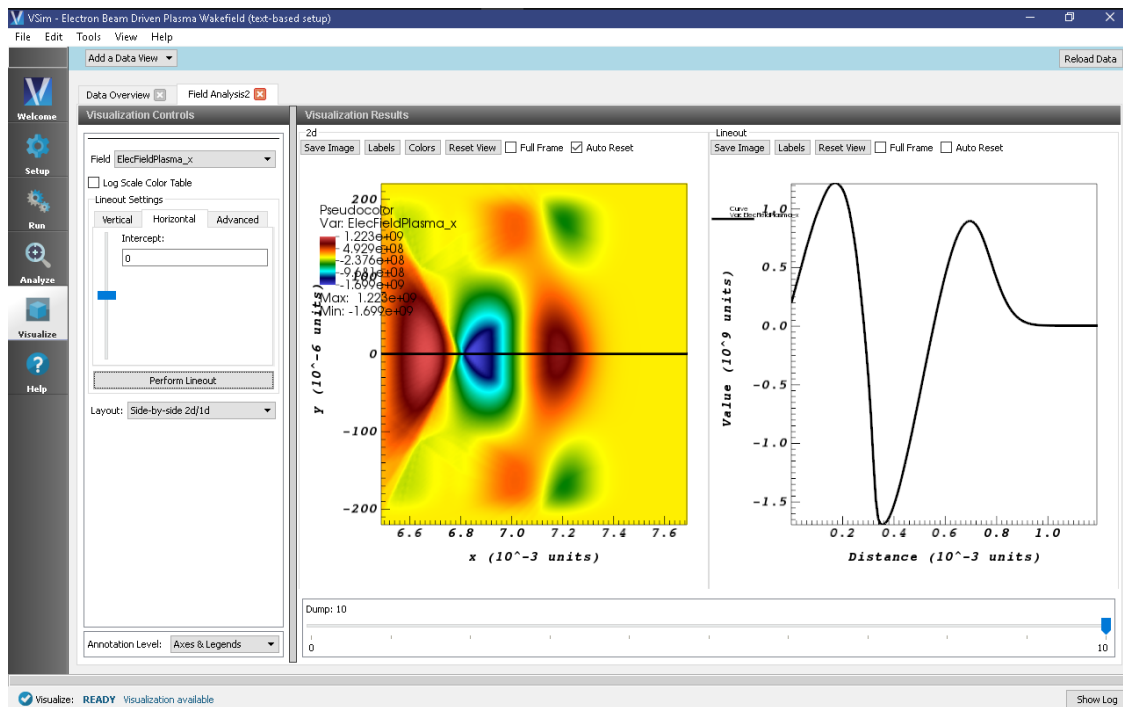 VSim - Electron Beam Driven Plasma Wakefield (text-based setup)
File Edit Tools View Help
Add a Data View
Reload Data
Welcome
Setup
Run
Analyze
Visualize
Help
Data Overview
Field Analysis2
Visualization Controls
Field ElecFieldPlasma_x
Log Scale Color Table
Lineout Settings
Vertical Horizontal Advanced
Intercept:
0
Perform Lineout
Layout: Side-by-side 2d/1d
Annotation Level: Axes & Legends
Visualization Results
2d
Save Image Labels Colors Reset View Full Frame Auto Reset
Pseudocolor
Var: ElecFieldPlasma_x
1.223e+09
4.929e+08
-2.376e+08
-9.681e+08
-1.699e+09
Max: 1.223e+09
Min: -1.699e+09
200
100
0
-100
-200
y (10^-6 units)
6.6 6.8 7.0 7.2 7.4 7.6
x (10^-3 units)
Lineout
Save Image Labels Reset View Full Frame Auto Reset
Curve
Var: ElecFieldPlasma_x
1.0
0.5
0.0
-0.5
-1.0
-1.5
Value (10^9 units)
0.2 0.4 0.6 0.8 1.0
Distance (10^-3 units)
Dump: 10
0 10
Visualize: READY Visualization available
Show Log